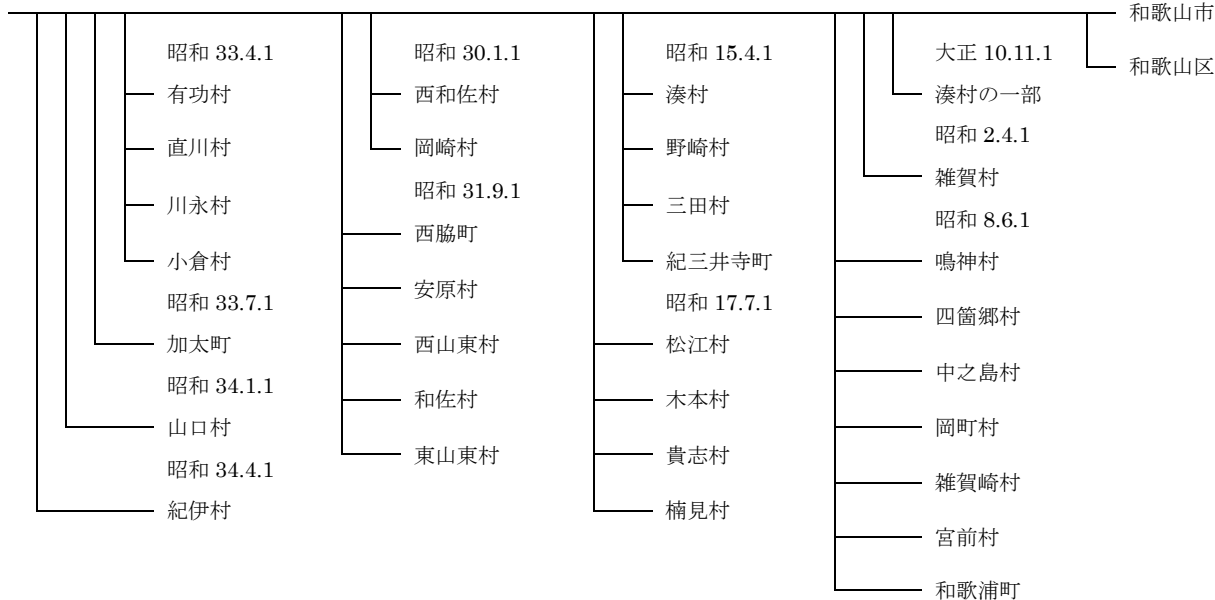 和歌山市
和歌山区
大正 10.11.1
湊村の一部
昭和 2.4.1
雑賀村
昭和 8.6.1
鳴神村
四箇郷村
中之島村
岡町村
雑賀崎村
宮前村
和歌浦町
昭和 15.4.1
湊村
野崎村
三田村
紀三井寺町
昭和 17.7.1
松江村
木本村
貴志村
楠見村
昭和 30.1.1
西和佐村
岡崎村
昭和 31.9.1
西脇町
安原村
西山東村
和佐村
東山東村
昭和 33.4.1
有功村
直川村
川永村
小倉村
昭和 33.7.1
加太町
昭和 34.1.1
山口村
昭和 34.4.1
紀伊村